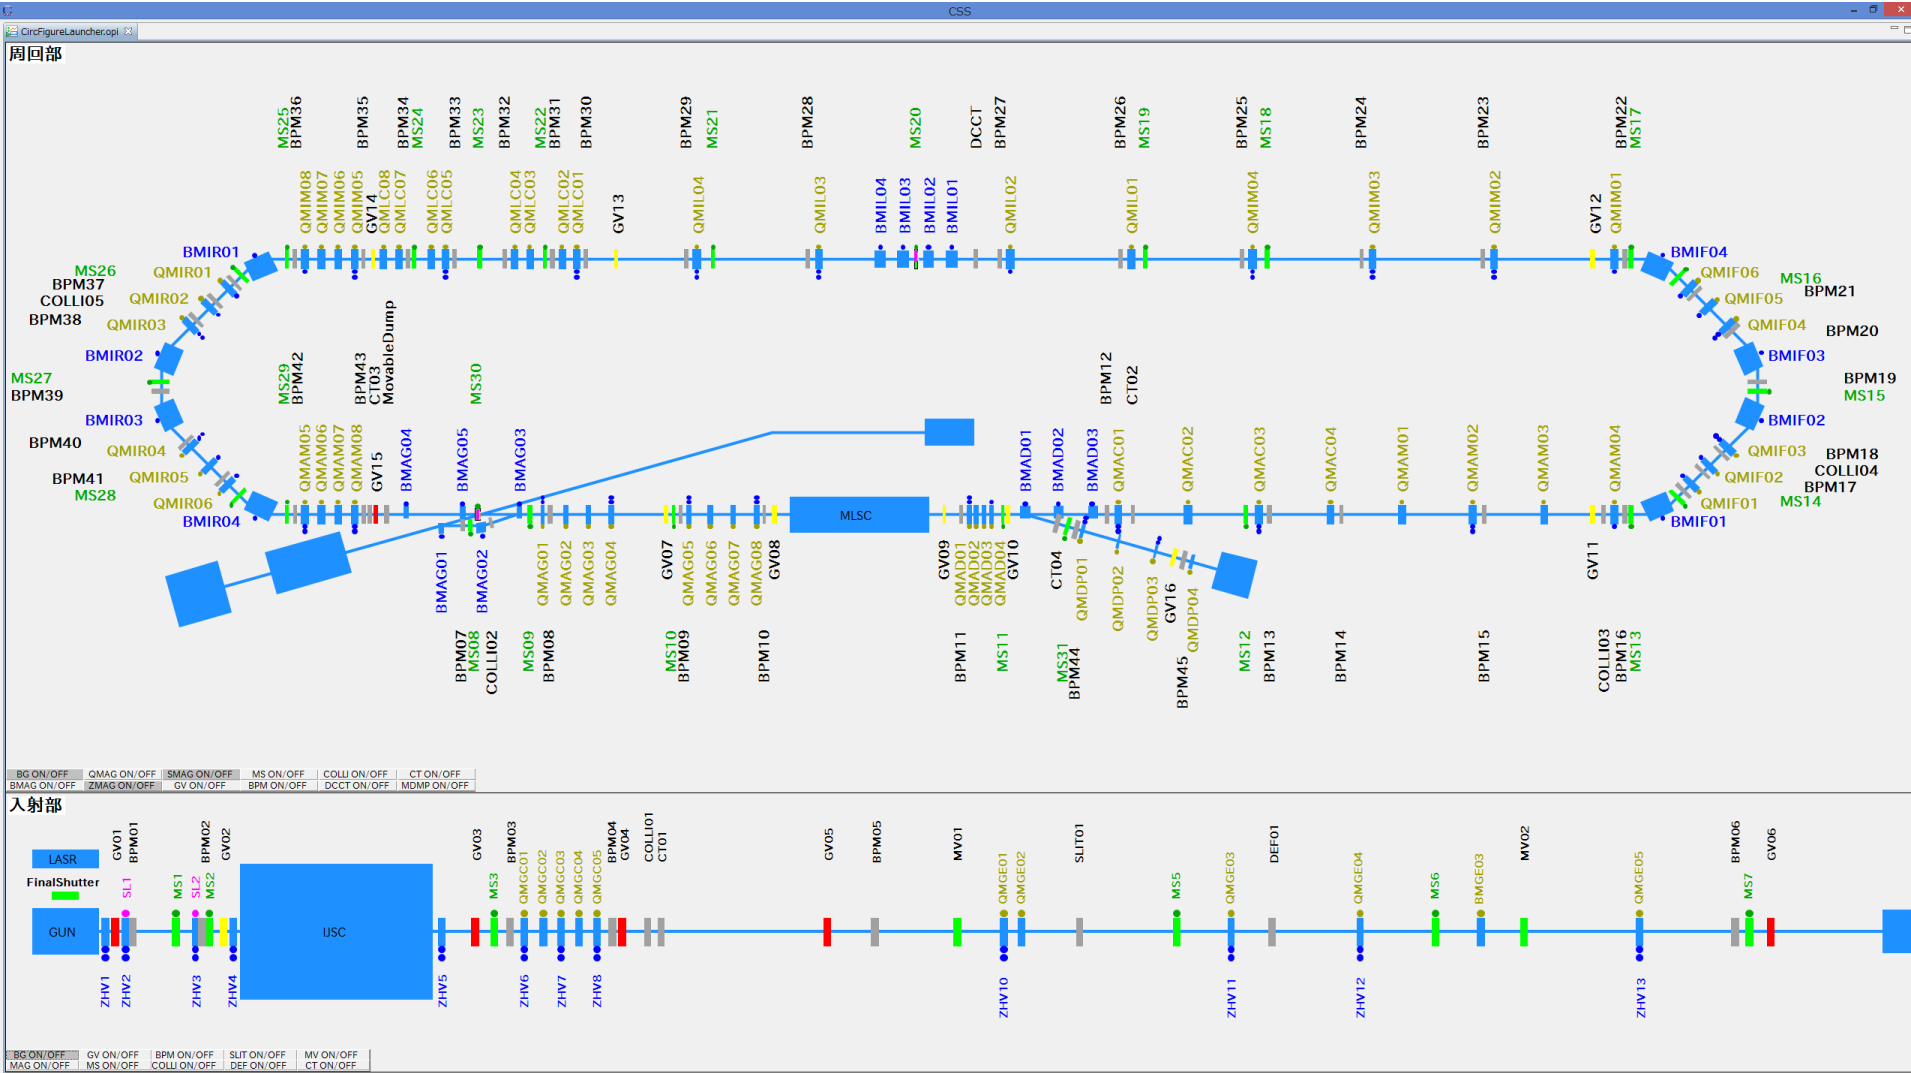 CSS
CircFigureLauncher.opi
周回部
MS25
BPM36
BPM35
BPM34
MS24
BPM33
MS23
BPM32
MS22
BPM31
BPM30
BPM29
MS21
BPM28
MS20
DCCT
BPM27
BPM26
MS19
BPM25
MS18
BPM24
BPM23
BPM22
MS17
QMIM08
QMIM07
QMIM06
QMIM05
GV14
QMLC08
QMLC07
QMLC06
QMLC05
QMLC04
QMLC03
QMLC02
QMLC01
GV13
QMIL04
QMIL03
BMIL04
BMIL03
BMIL02
BMIL01
QMIL02
QMIL01
QMIM04
QMIM03
QMIM02
GV12
QMIM01
BMIR01
MS26
QMIR01
BPM37
COLLI05
QMIR02
BPM38
QMIR03
BMIR02
MS27
BPM39
BMIR03
BPM40
QMIR04
BPM41
QMIR05
MS28
QMIR06
BMIR04
BMIF04
QMIF06
MS16
BPM21
QMIF05
QMIF04
BPM20
BMIF03
BPM19
MS15
BMIF02
QMIF03
BPM18
COLLI04
QMIF02
BPM17
QMIF01
MS14
BMIF01
MS29
BPM42
BPM43
CT03
MovableDump
MS30
BPM12
CT02
QMAM05
QMAM06
QMAM07
QMAM08
GV15
BMAG04
BMAG05
BMAG03
BMAD01
BMAD02
BMAD03
QMAC01
QMAC02
QMAC03
QMAC04
QMAM01
QMAM02
QMAM03
QMAM04
MLSC
BMAG01
BMAG02
QMAG01
QMAG02
QMAG03
QMAG04
GV07
QMAG05
QMAG06
QMAG07
QMAG08
GV08
GV09
QMAD01
QMAD02
QMAD03
QMAD04
GV10
CT04
QMDP01
QMDP02
QMDP03
GV16
QMDP04
GV11
BPM07
MS08
COLLI02
MS09
BPM08
MS10
BPM09
BPM10
BPM11
MS11
MS31
BPM44
BPM45
MS12
BPM13
BPM14
BPM15
COLLI03
BPM16
MS13
BG ON/OFF QMAG ON/OFF SMAG ON/OFF MS ON/OFF COLLI ON/OFF CT ON/OFF
BMAG ON/OFF ZMAG ON/OFF GV ON/OFF BPM ON/OFF DCCT ON/OFF MDMP ON/OFF
入射部
LASR
FinalShutter
GUN
GV01
BPM01
SL1
MS1
SL2
BPM02
MS2
GV02
IJSC
GV03
MS3
BPM03
QMGC01
QMGC02
QMGC03
QMGC04
QMGC05
BPM04
GV04
COLLI01
CT01
GV05
BPM05
MV01
QMGE01
QMGE02
SLIT01
MS5
QMGE03
DEF01
QMGE04
MS6
BMGE03
MV02
QMGE05
BPM06
MS7
GV06
ZHV1
ZHV2
ZHV3
ZHV4
ZHV5
ZHV6
ZHV7
ZHV8
ZHV10
ZHV11
ZHV12
ZHV13
BG ON/OFF GV ON/OFF BPM ON/OFF SLIT ON/OFF MV ON/OFF
MAG ON/OFF MS ON/OFF COLLI ON/OFF DEF ON/OFF CT ON/OFF